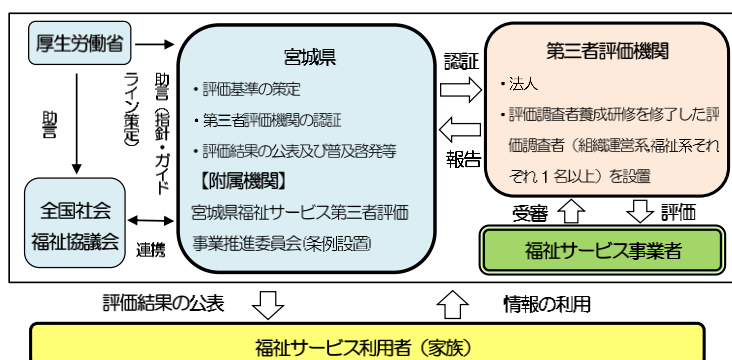 厚生労働省
助言
助言（指針・ガイド
ライン策定）
全国社会
福祉協議会
連携
宮城県
・評価基準の策定
・第三者評価機関の認証
・評価結果の公表及び普及啓発等
【附属機関】
宮城県福祉サービス第三者評価
事業推進委員会(条例設置)
認証
報告
第三者評価機関
・法人
・評価調査者養成研修を修了した評
価調査者（組織運営系,福祉系それ
ぞれ１名以上）を設置
受審
評価
福祉サービス事業者
評価結果の公表
情報の利用
福祉サービス利用者（家族）